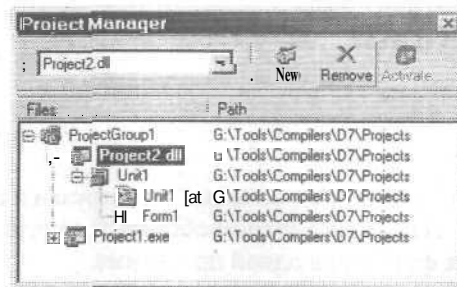 Project Manager
; Project2.dll
. New Remove Activate
Files Path
ProjectGroup1 G:\Tools\Compilers\D7\Projects
,- Project2.dll G:\Tools\Compilers\D7\Projects
Unit1 G:\Tools\Compilers\D7\Projects
Unit1 [at G\Tools\Compilers\D7\Projects
HI Form1 G:\Tools\Compilers\D7\Projects
Project1.exe G:\Tools\Compilers\D7\Projects